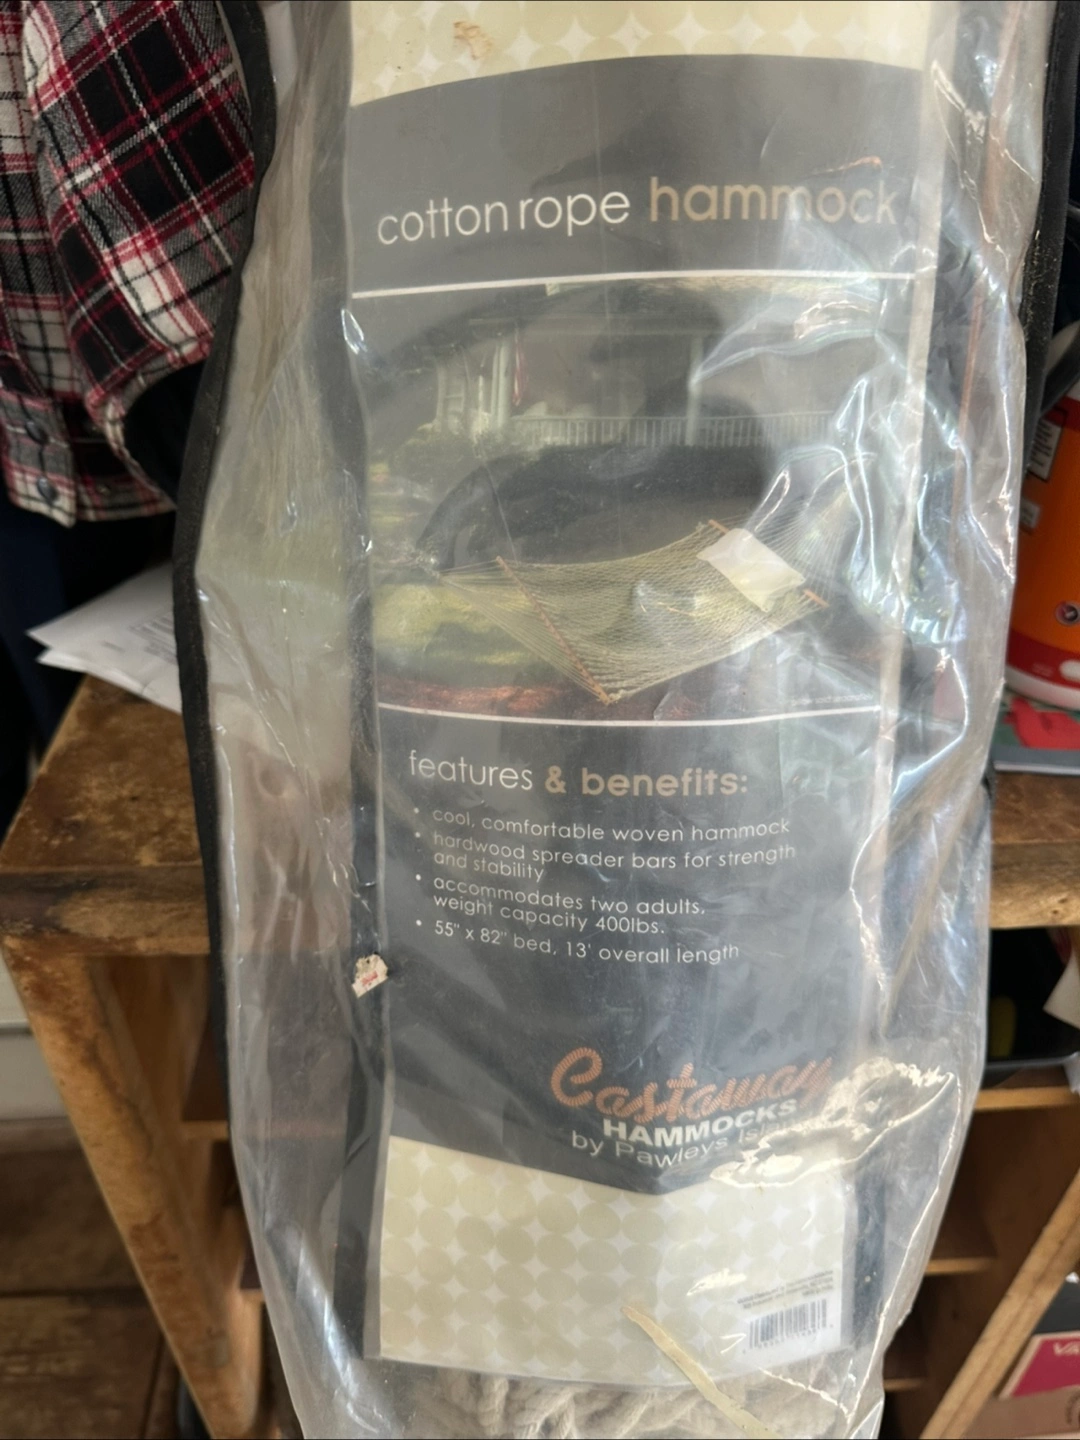 cotton rope hammock
features & benefits:
• cool, comfortable woven hammock
• hardwood spreader bars for strength
and stability
• accommodates two adults,
weight capacity 400lbs.
• 55" x 82" bed, 13' overall length
Castaway
HAMMOCKS
by Pawleys